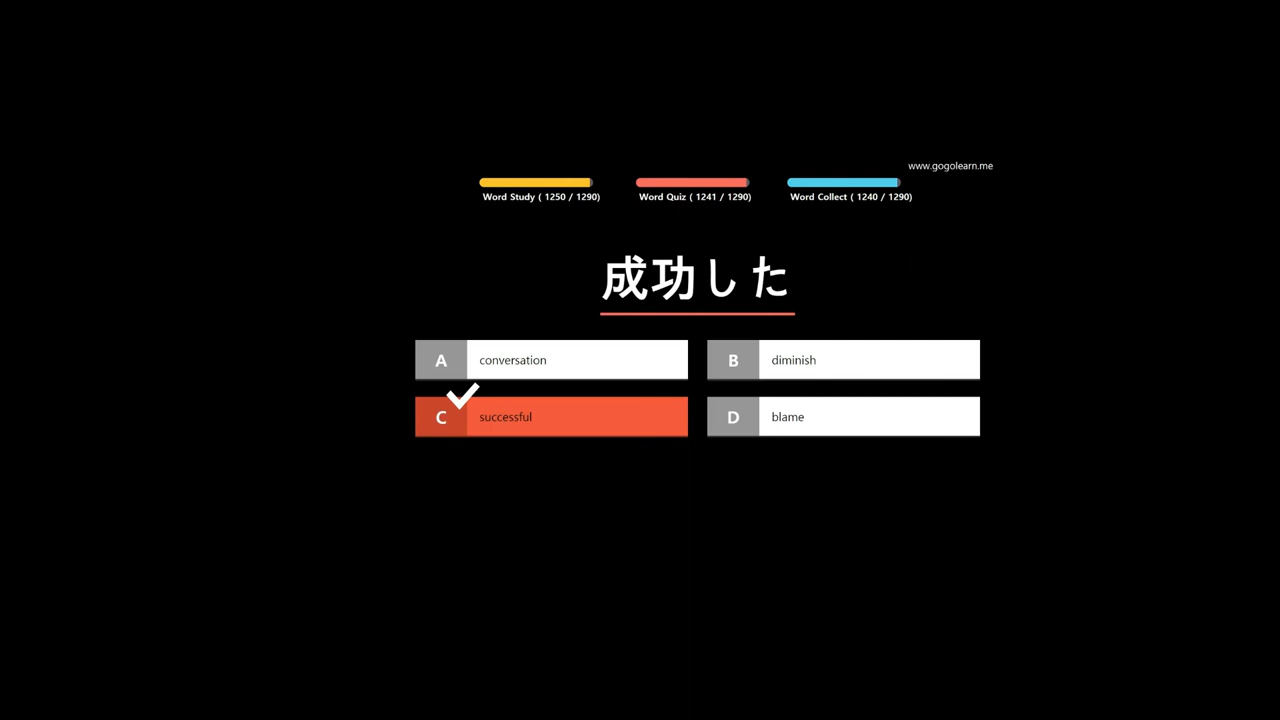 www.gogolearn.me
Word Study ( 1250 / 1290)
Word Quiz ( 1241 / 1290)
Word Collect ( 1240 / 1290)
成功した
A conversation
B diminish
C successful
D blame